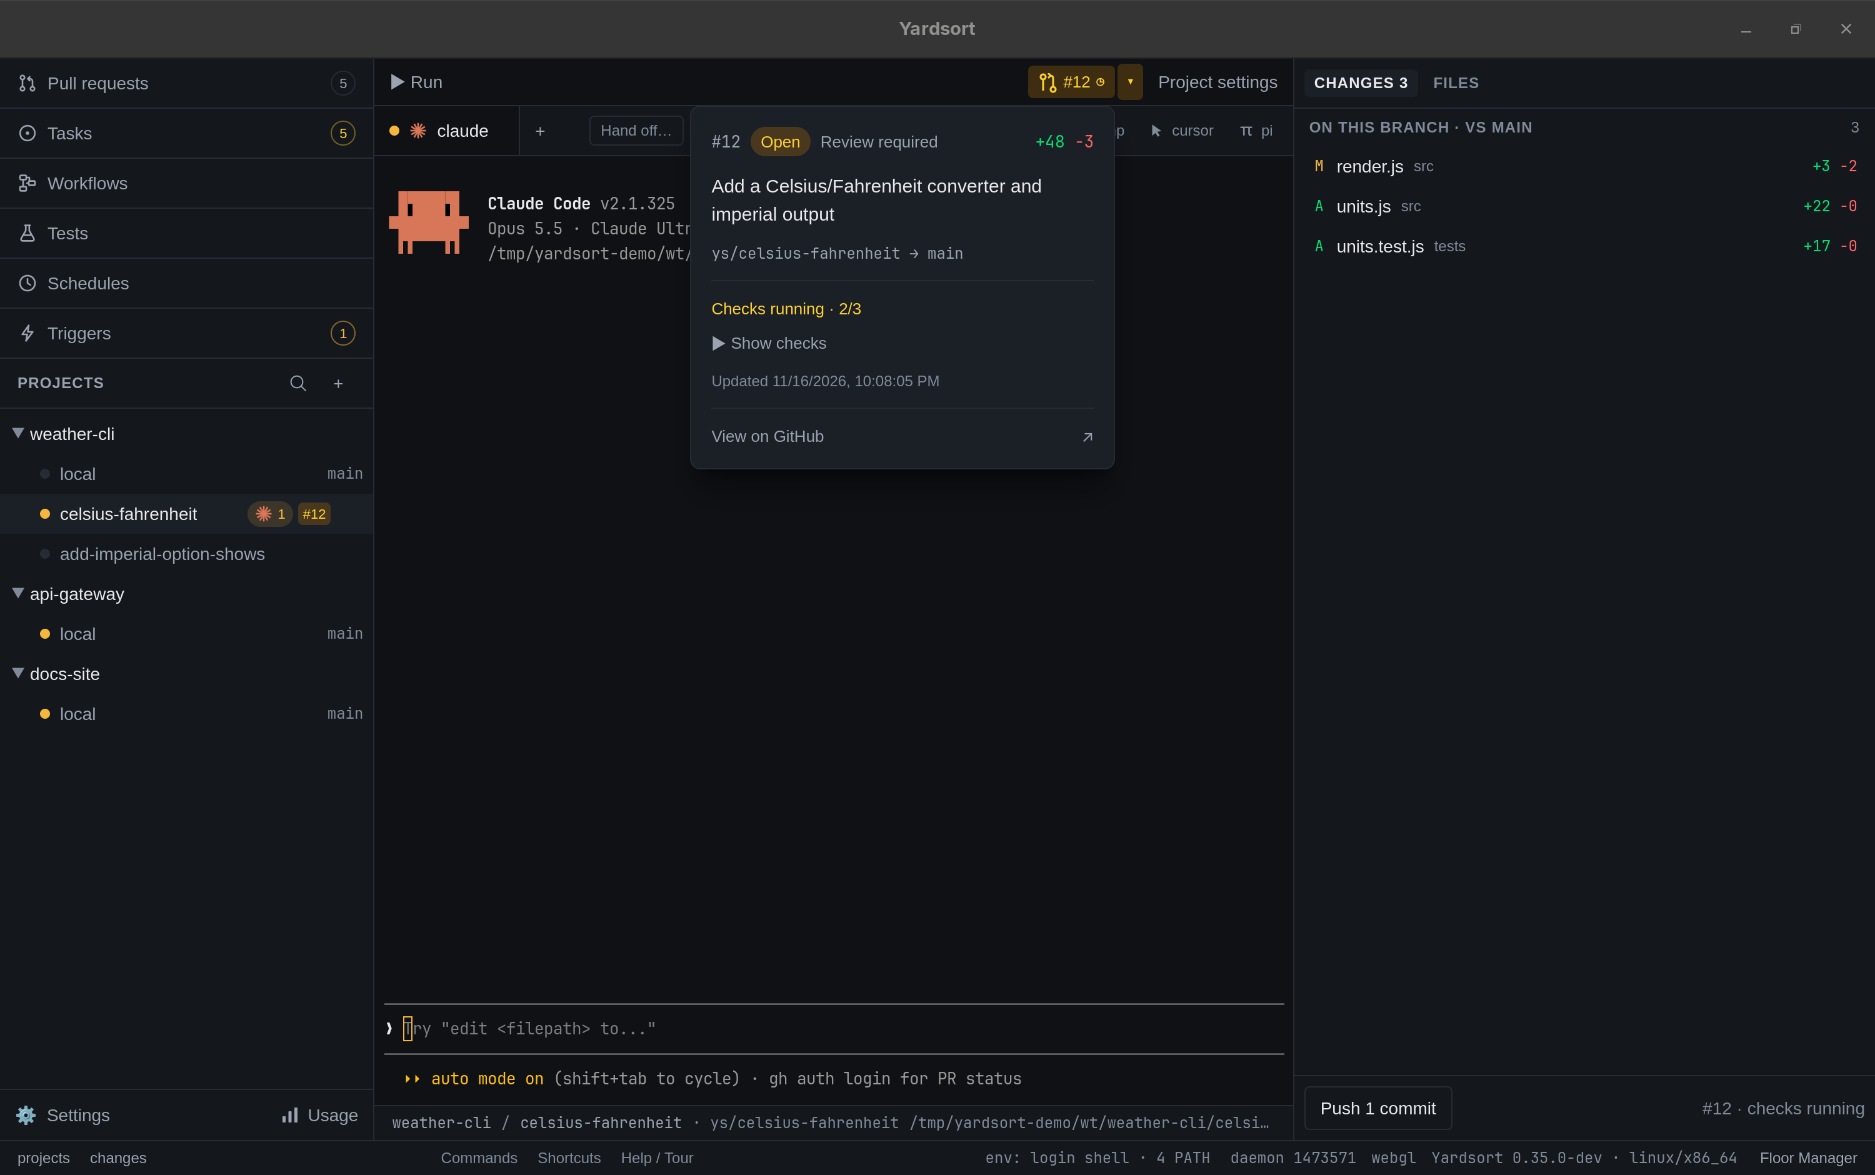 Yardsort
Pull requests 5
Tasks 5
Workflows
Tests
Schedules
Triggers 1
PROJECTS +
weather-cli
local main
celsius-fahrenheit 1 #12
add-imperial-option-shows
api-gateway
local main
docs-site
local main
Settings Usage
Run #12 Project settings
claude + Hand off… cursor π pi
Claude Code v2.1.325
Opus 5.5 · Claude
/tmp/yardsort-demo/wt/
#12 Open Review required +48 -3
Add a Celsius/Fahrenheit converter and
imperial output
ys/celsius-fahrenheit → main
Checks running · 2/3
Show checks
Updated 11/16/2026, 10:08:05 PM
View on GitHub ↗
❯ Try "edit <filepath> to..."
⏵⏵ auto mode on (shift+tab to cycle) · gh auth login for PR status
weather-cli / celsius-fahrenheit · ys/celsius-fahrenheit /tmp/yardsort-demo/wt/weather-cli/celsi…
CHANGES 3 FILES
ON THIS BRANCH · VS MAIN 3
M render.js src +3 -2
A units.js src +22 -0
A units.test.js tests +17 -0
Push 1 commit #12 · checks running
projects changes Commands Shortcuts Help / Tour env: login shell · 4 PATH daemon 1473571 webgl Yardsort 0.35.0-dev · linux/x86_64 Floor Manager